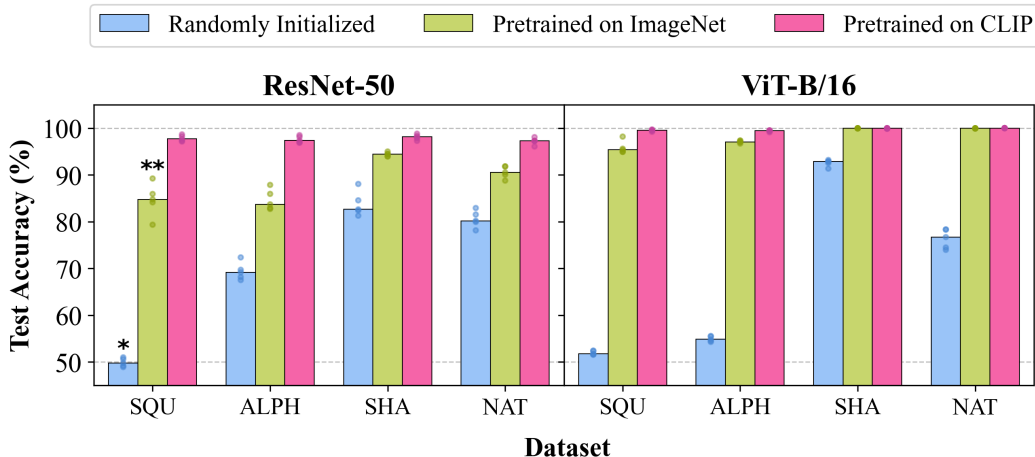 Randomly Initialized Pretrained on ImageNet Pretrained on CLIP
ResNet-50 ViT-B/16
Test Accuracy (%)
100
90
80
70
60
50
**
*
SQU ALPH SHA NAT SQU ALPH SHA NAT
Dataset